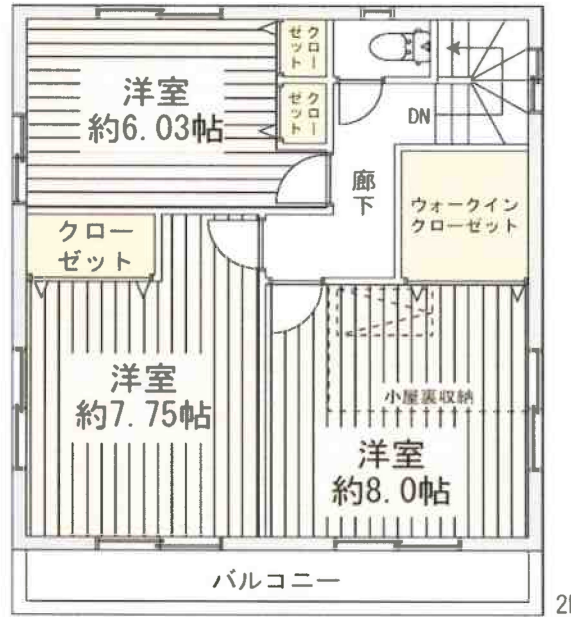 洋室
約6.03帖
クロー
ゼット
クロー
ゼット
DN
廊
下
ウォークイン
クローゼット
クロー
ゼット
洋室
約7.75帖
小屋裏収納
洋室
約8.0帖
バルコニー